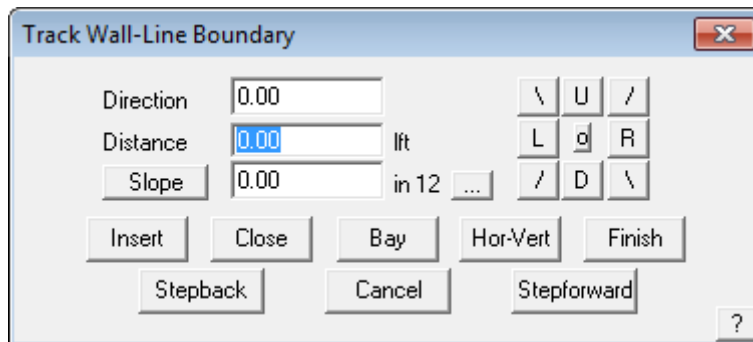 Track Wall-Line Boundary
Direction 0.00 \ U /
Distance 0.00 lft L o R
Slope 0.00 in 12 ... / D \
Insert Close Bay Hor-Vert Finish
Stepback Cancel Stepforward
?